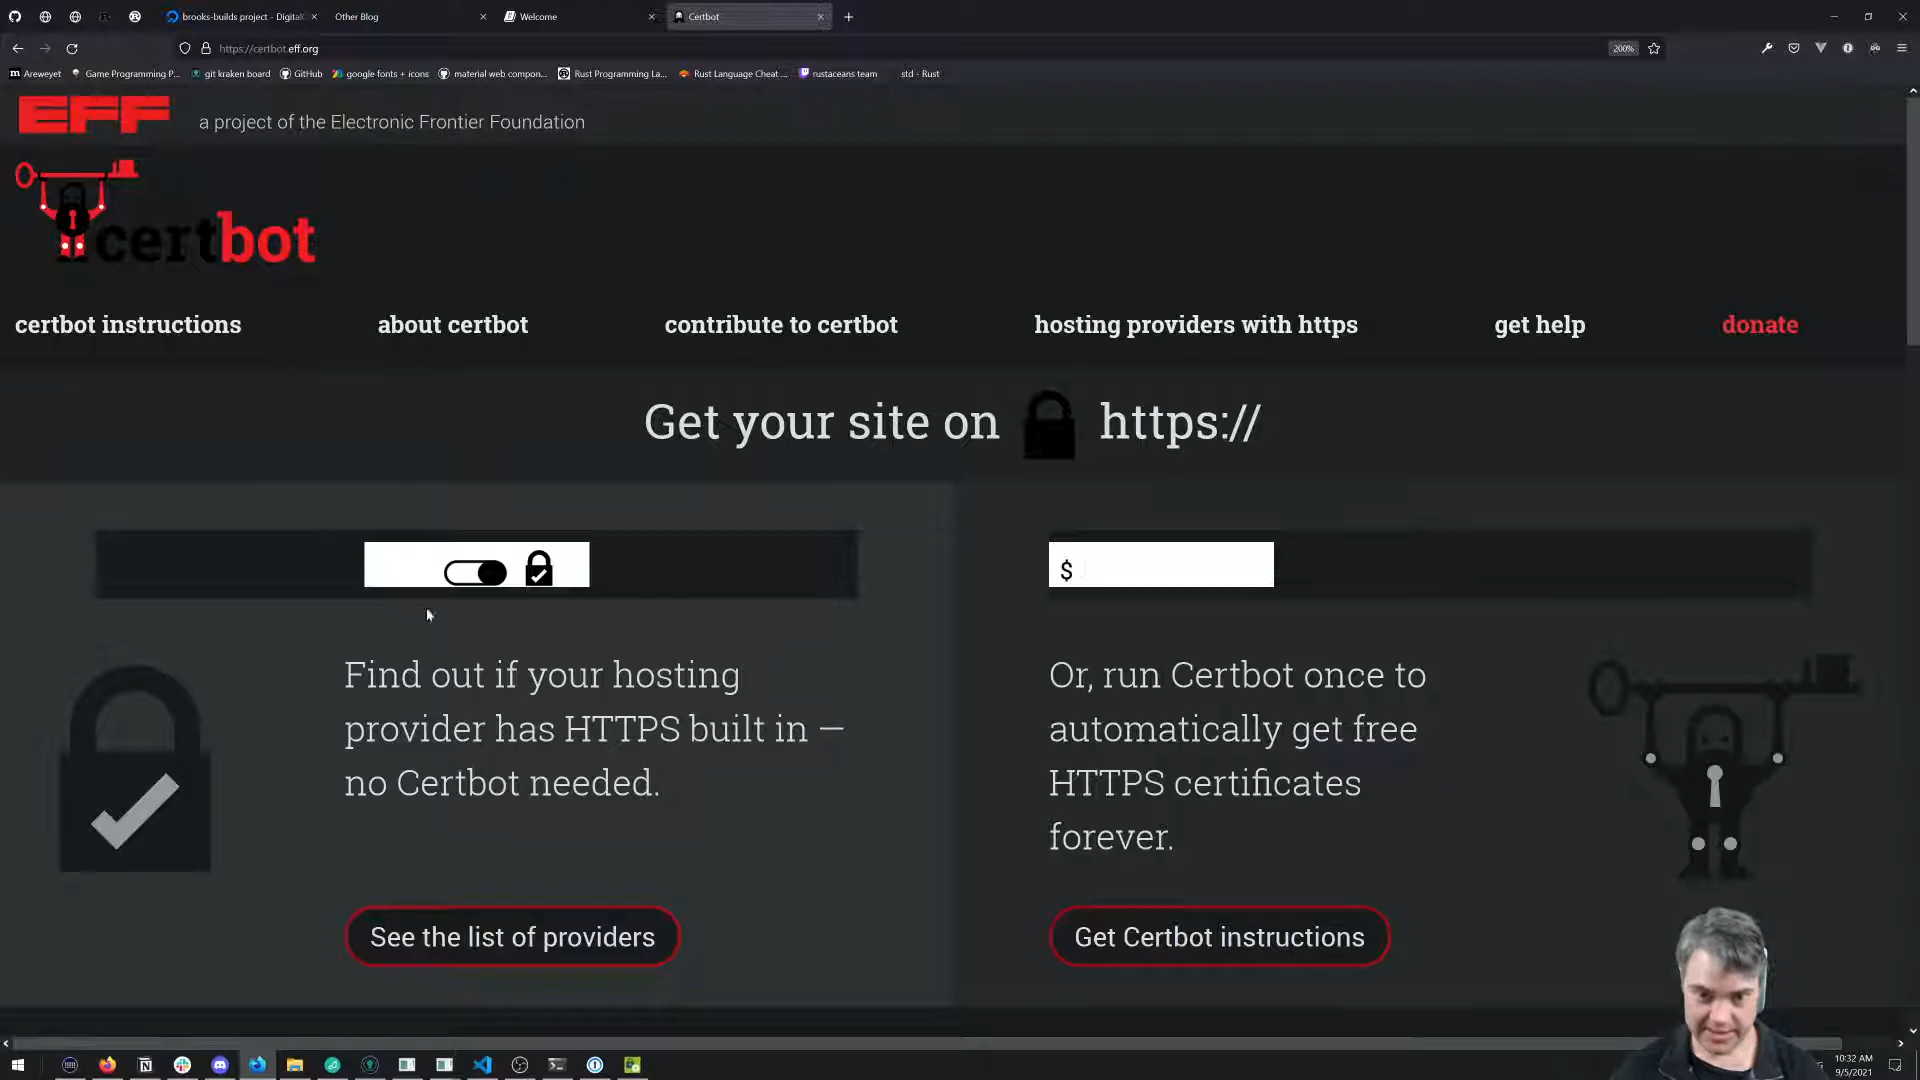 brooks-builds project - Digital
Other Blog
Welcome
Certbot
https://certbot.eff.org
200%
Areweyet
Game Programming P...
git kraken board
GitHub
google fonts + icons
material web compon...
Rust Programming La...
Rust Language Cheat ...
rustaceans team
std - Rust
EFF
a project of the Electronic Frontier Foundation
certbot
certbot instructions
about certbot
contribute to certbot
hosting providers with https
get help
donate
Get your site on https://
$
Find out if your hosting
provider has HTTPS built in —
no Certbot needed.
Or, run Certbot once to
automatically get free
HTTPS certificates
forever.
See the list of providers
Get Certbot instructions
10:32 AM
9/5/2021